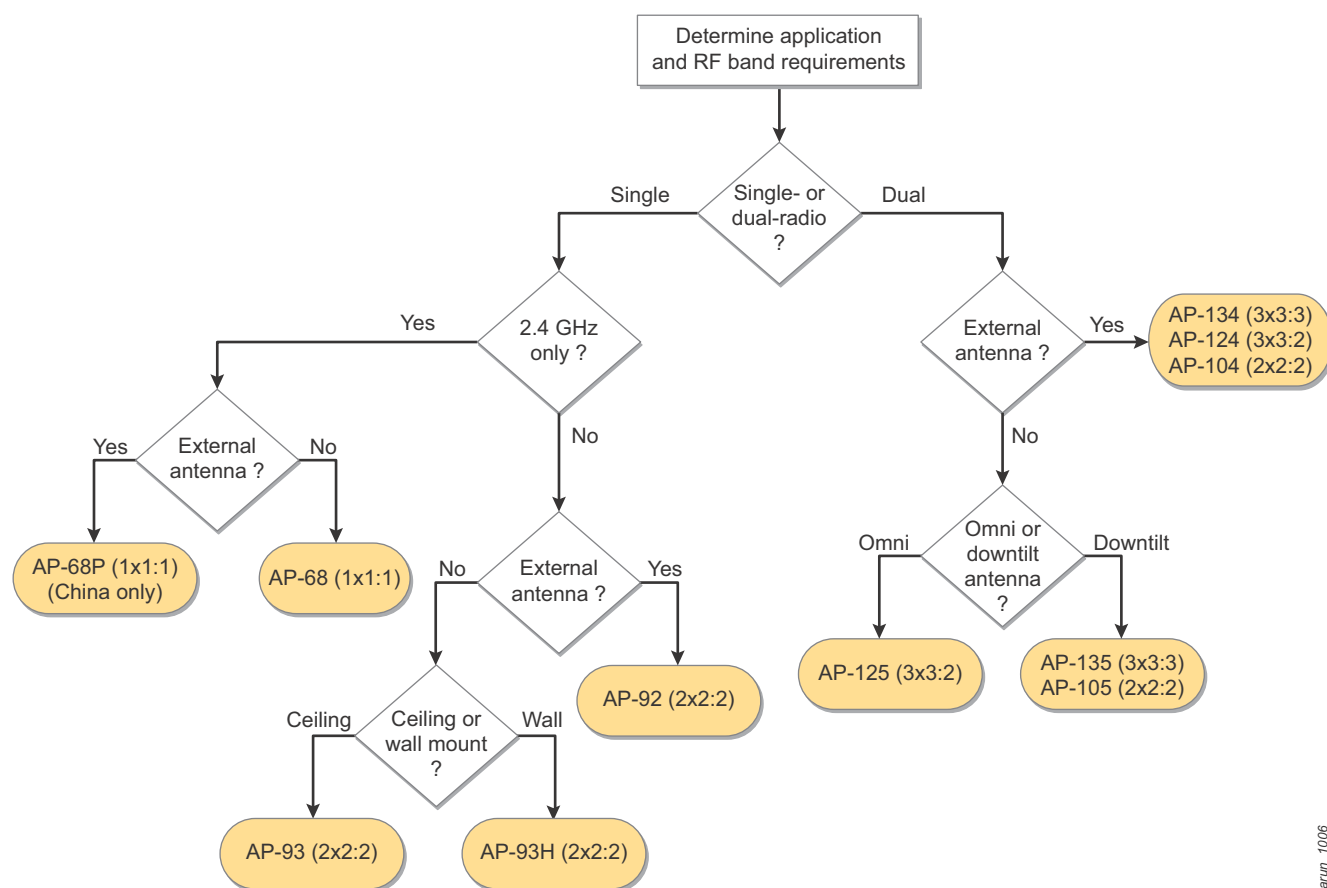 Determine application
and RF band requirements
Single
Single- or
dual-radio
?
Dual
Yes
2.4 GHz
only ?
External
antenna ?
Yes
AP-134 (3x3:3)
AP-124 (3x3:2)
AP-104 (2x2:2)
Yes
External
antenna ?
No
No
No
AP-68P (1x1:1)
(China only)
AP-68 (1x1:1)
No
External
antenna ?
Yes
Omni
Omni or
downtilt
antenna
?
Downtilt
AP-92 (2x2:2)
AP-125 (3x3:2)
AP-135 (3x3:3)
AP-105 (2x2:2)
Ceiling
Ceiling or
wall mount
?
Wall
AP-93 (2x2:2)
AP-93H (2x2:2)
arun_1006